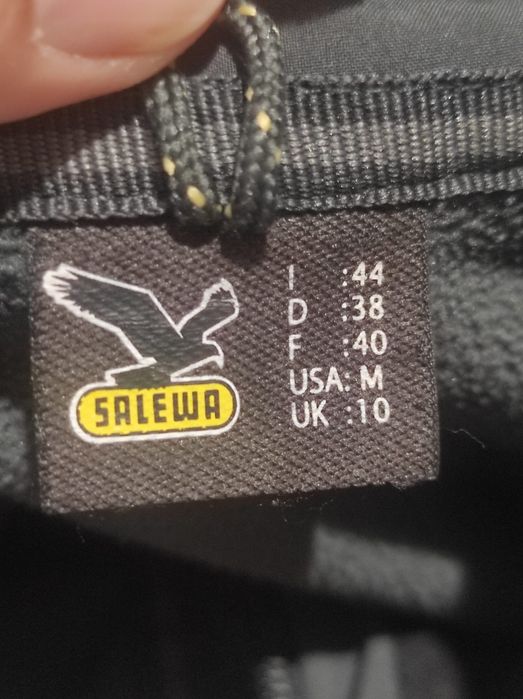 SALEWA
I :44
D :38
F :40
USA: M
UK :10